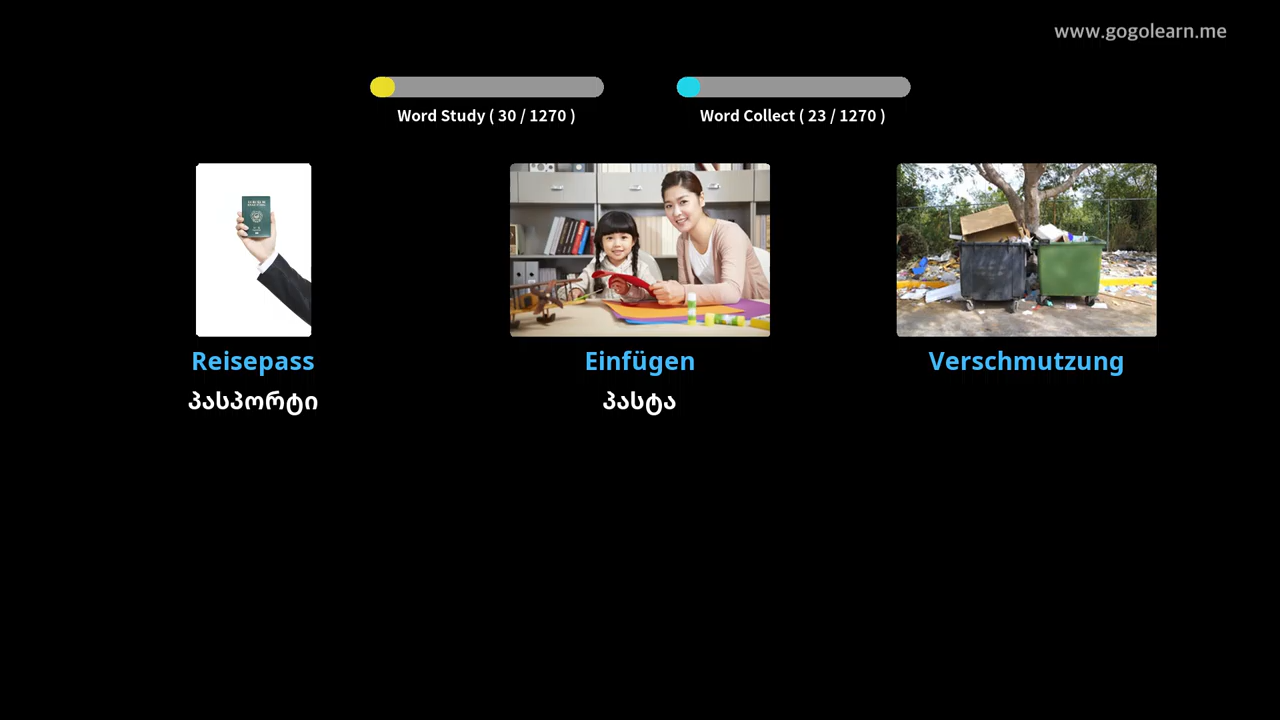 www.gogolearn.me
Word Study ( 30 / 1270 )
Word Collect ( 23 / 1270 )
Reisepass
Einfügen
Verschmutzung
პასპორტი
პასტა